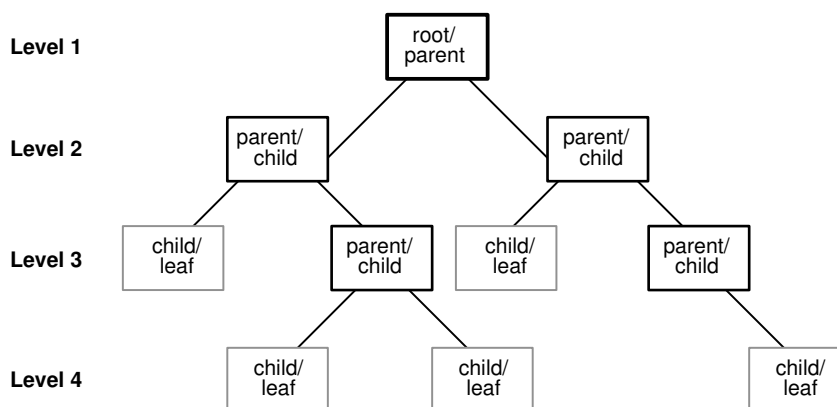 Level 1
root/
parent
Level 2
parent/
child
parent/
child
Level 3
child/
leaf
parent/
child
child/
leaf
parent/
child
Level 4
child/
leaf
child/
leaf
child/
leaf